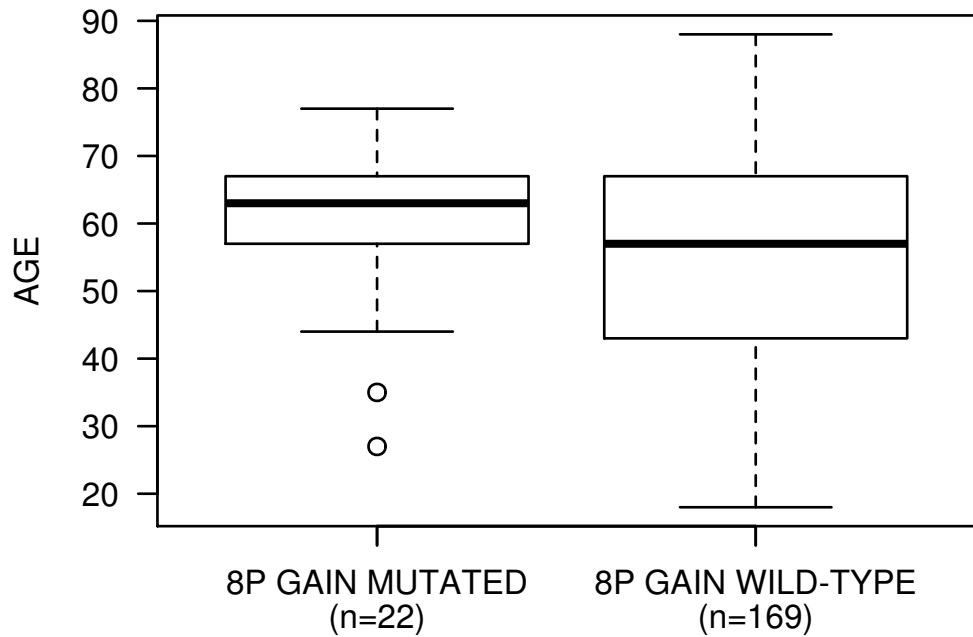 90
80
70
60
50
40
30
20
AGE
8P GAIN MUTATED
(n=22)
8P GAIN WILD-TYPE
(n=169)